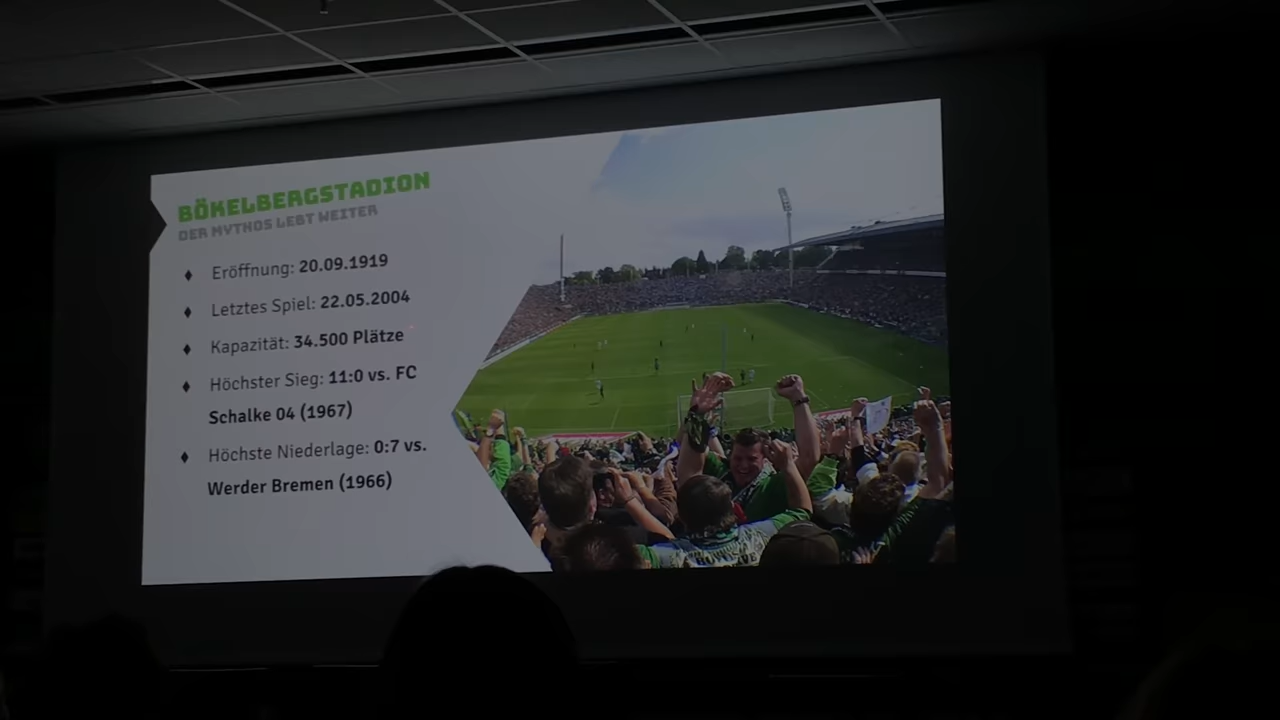 BÖKELBERGSTADION
DER MYTHOS LEBT WEITER
Eröffnung: 20.09.1919
Letztes Spiel: 22.05.2004
Kapazität: 34.500 Plätze
Höchster Sieg: 11:0 vs. FC
Schalke 04 (1967)
Höchste Niederlage: 0:7 vs.
Werder Bremen (1966)